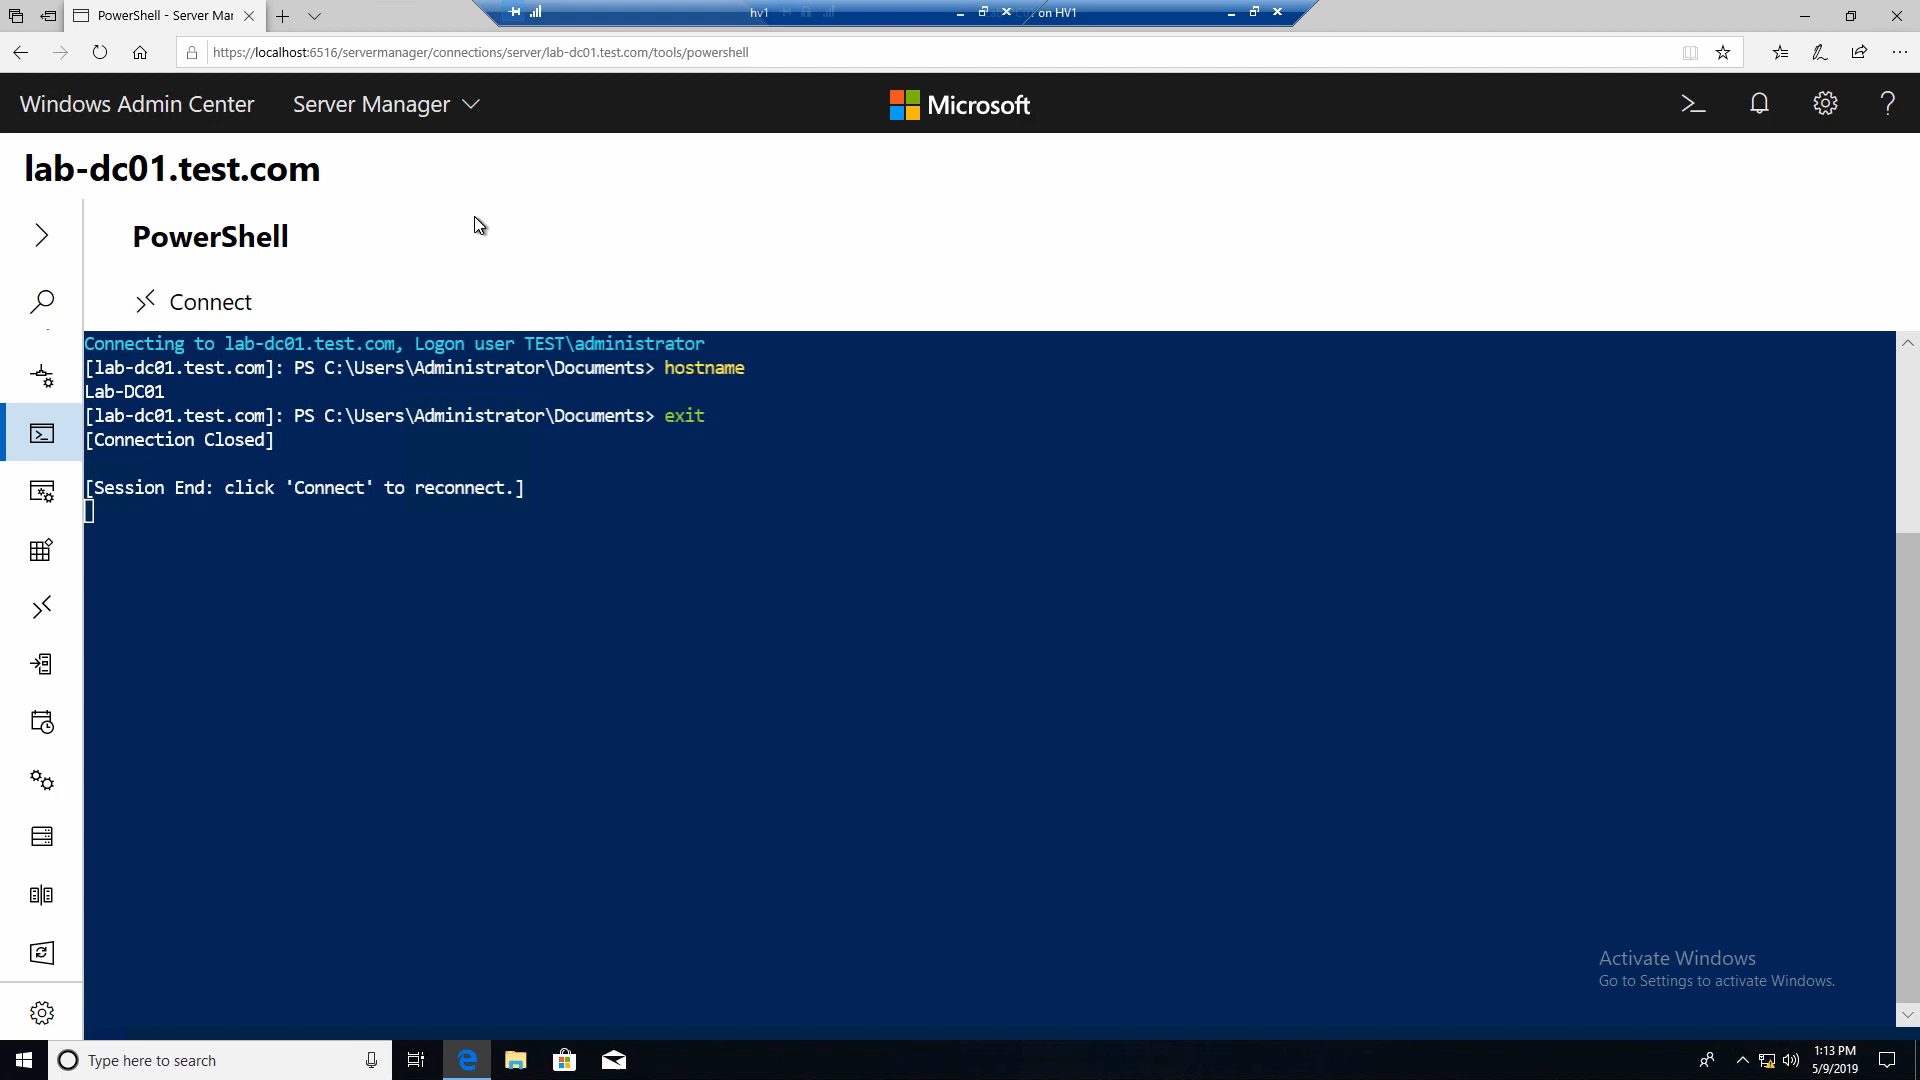 PowerShell - Server Mar
hv1
on HV1
https://localhost:6516/servermanager/connections/server/lab-dc01.test.com/tools/powershell
Windows Admin Center
Server Manager
Microsoft
lab-dc01.test.com
PowerShell
Connect
Connecting to lab-dc01.test.com, Logon user TEST\administrator
[lab-dc01.test.com]: PS C:\Users\Administrator\Documents> hostname
Lab-DC01
[lab-dc01.test.com]: PS C:\Users\Administrator\Documents> exit
[Connection Closed]
[Session End: click 'Connect' to reconnect.]
Activate Windows
Go to Settings to activate Windows.
Type here to search
1:13 PM
5/9/2019